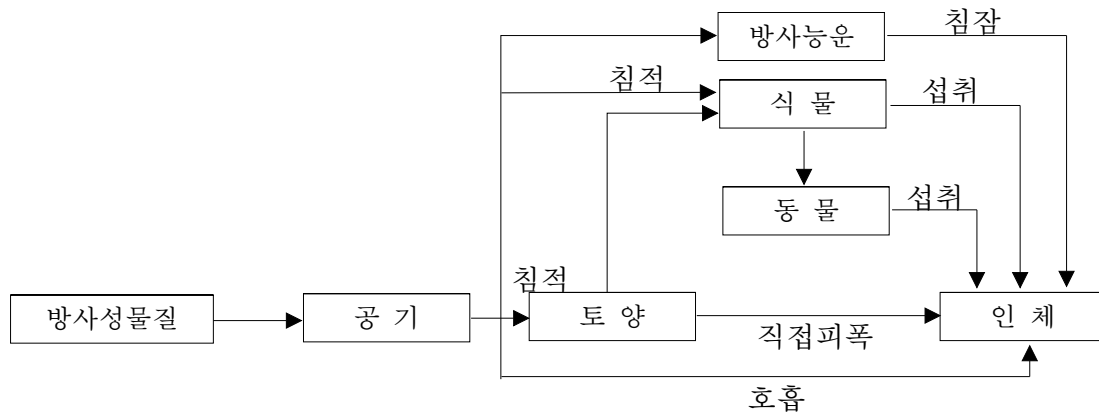 방사능운
침잠
침적
식 물
섭취
동 물
섭취
침적
방사성물질
공 기
토 양
직접피폭
인 체
호흡